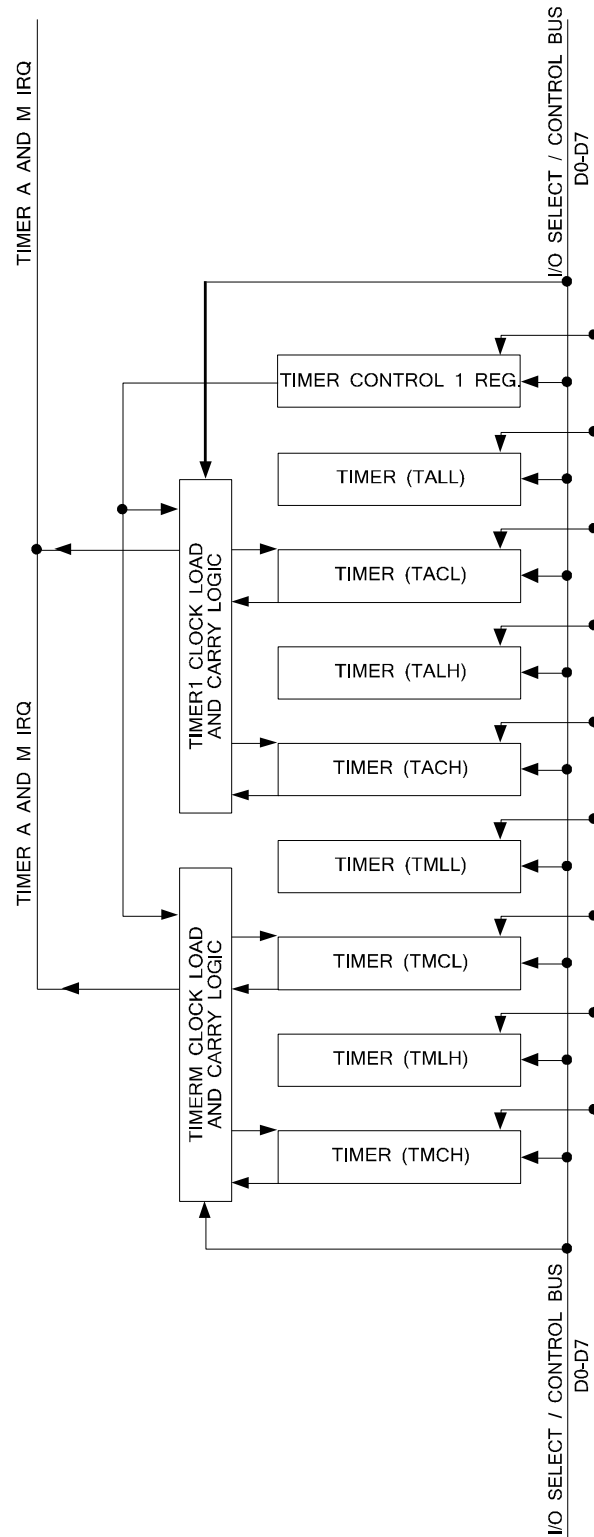 TIMER A AND M IRQ
I/O SELECT / CONTROL BUS
D0-D7
TIMER CONTROL 1 REG.
TIMER (TALL)
TIMER1 CLOCK LOAD
AND CARRY LOGIC
TIMER (TACL)
TIMER (TALH)
TIMER A AND M IRQ
TIMER (TACH)
TIMER (TMLL)
TIMERM CLOCK LOAD
AND CARRY LOGIC
TIMER (TMCL)
TIMER (TMLH)
TIMER (TMCH)
I/O SELECT / CONTROL BUS
D0-D7